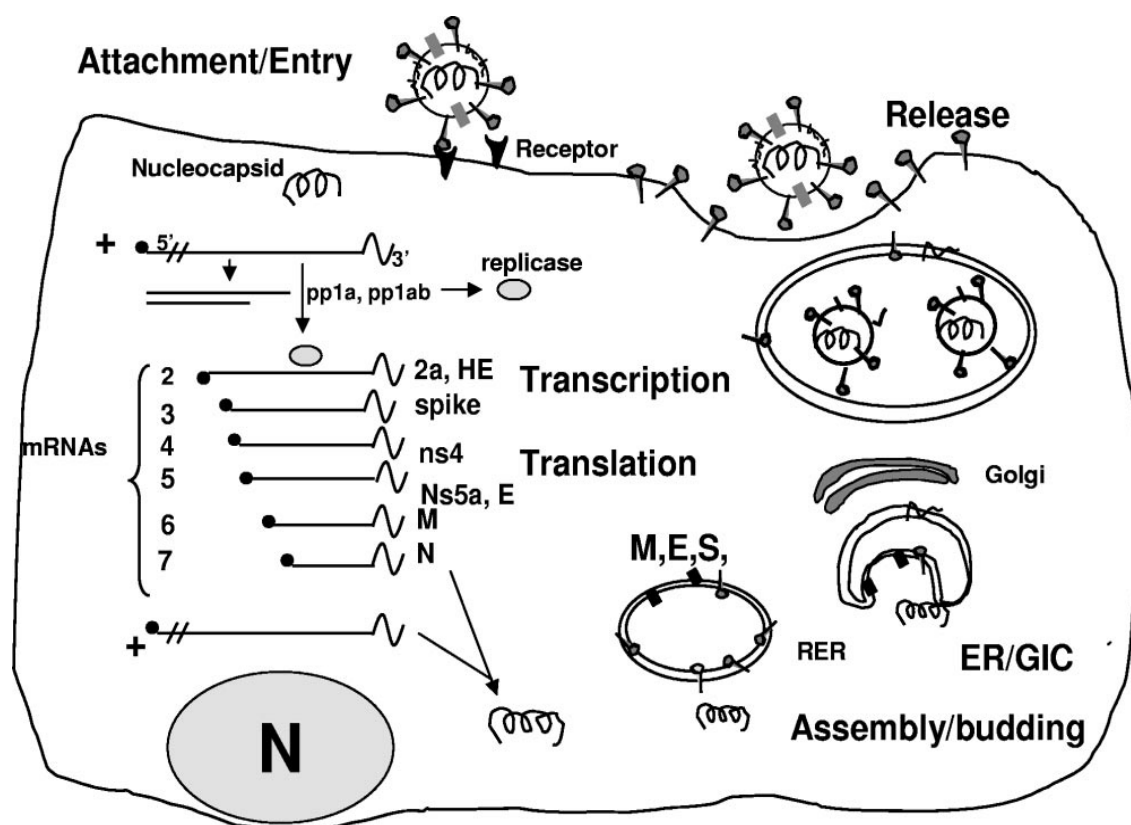 Attachment/Entry
Release
Receptor
Nucleocapsid
+
5'
3'
replicase
pp1a, pp1ab
mRNAs
2
2a, HE
3
spike
4
ns4
5
Ns5a, E
6
M
7
N
Transcription
Translation
Golgi
M,E,S,
RER
ER/GIC
+
N
Assembly/budding